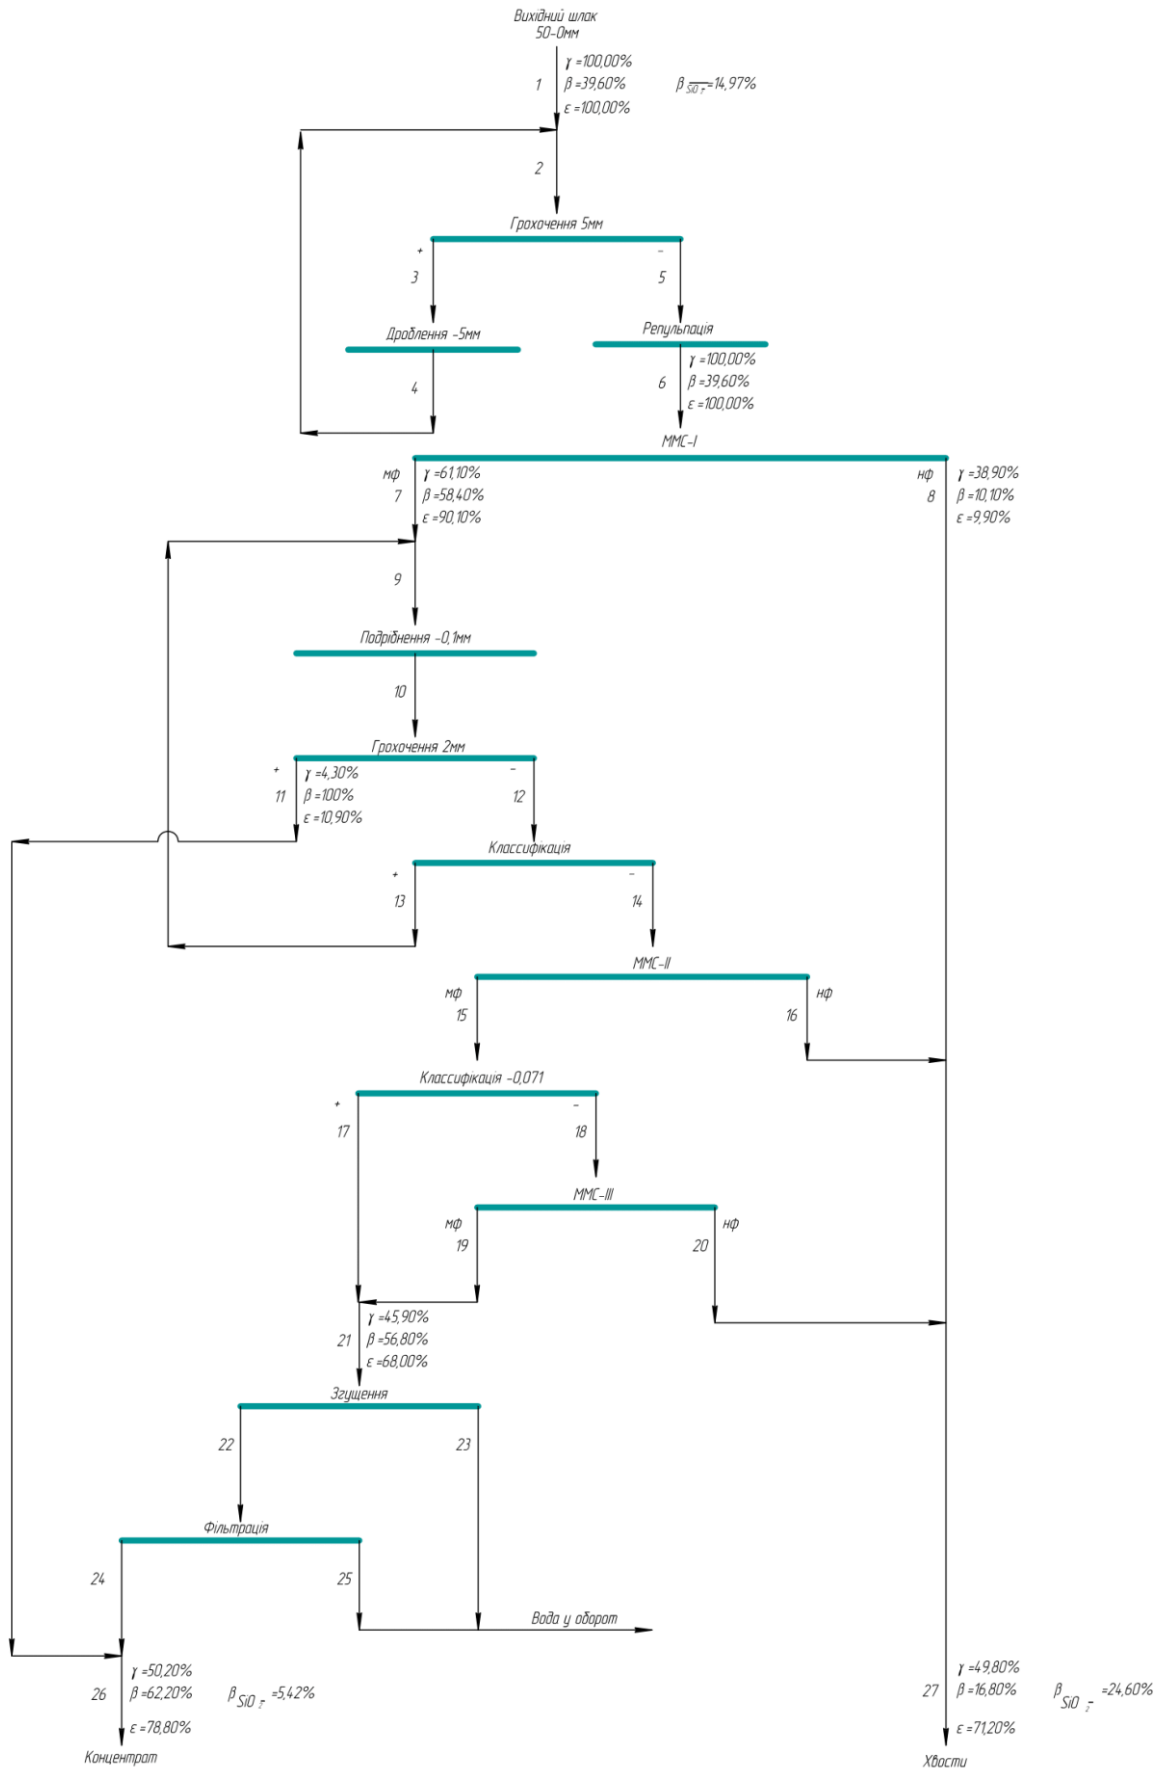 Вихідний шлак
50-0мм
γ =100,00%
1
β =39,60%
β SiO 2 =14,97%
ε =100,00%
2
Грохочення 5мм
+
-
3
5
Дроблення -5мм
Репульпація
4
γ =100,00%
6
β =39,60%
ε =100,00%
ММС-I
мф
γ =61,10%
7
β =58,40%
ε =90,10%
нф
γ =38,90%
8
β =10,10%
ε =9,90%
9
Подрібнення -0,1мм
10
Грохочення 2мм
+
-
γ =4,30%
11
β =100%
ε =10,90%
12
Классифікація
+
-
13
14
ММС-II
мф
нф
15
16
Классифікація -0,071
+
-
17
18
ММС-III
мф
нф
19
20
γ =45,90%
21
β =56,80%
ε =68,00%
Згущення
22
23
Фільтрація
24
25
Вода у оборот
γ =50,20%
26
β =62,20%
β SiO 2 =5,42%
ε =78,80%
Концентрат
γ =49,80%
27
β =16,80%
β SiO 2 =24,60%
ε =71,20%
Хвости